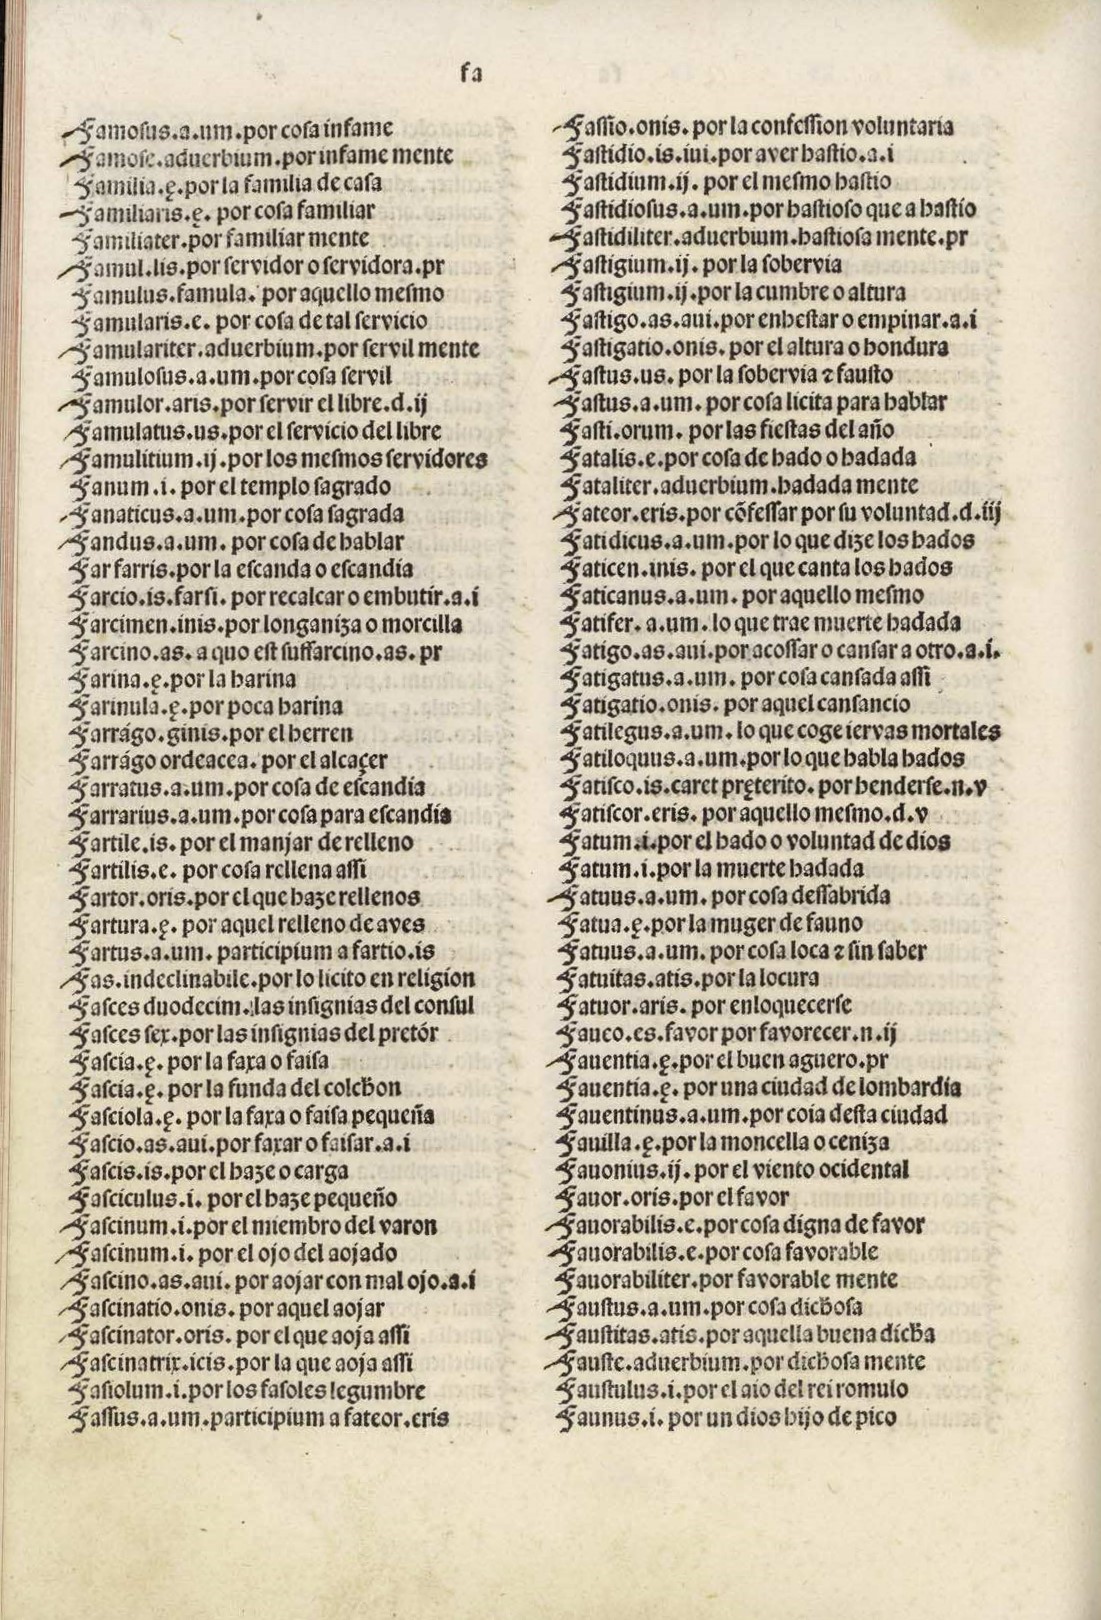 fa
Famosus.a.um.por cosa infame
Famose.aduerbium.por infame mente
Familia.ę.por la familia de casa
Familiaris.ę. por cosa familiar
Familiater.por familiar mente
Famul.lis.por servidor o servidora.pr
Famulus.famula. por aquello mesmo
Famularis.e. por cosa de tal servicio
Famulariter.aduerbium.por servil mente
Famulosus.a.um.por cosa servil
Famulor.aris.por servir el libre.d.ij
Famulatus.us.por el servicio del libre
Famulitium.ij.por los mesmos servidores
Fanum.i. por el templo sagrado
Fanaticus.a.um.por cosa sagrada
Fandus.a.um. por cosa de hablar
Far farris.por la escanda o escandia
Farcio.is.farsi. por recalcar o embutir.a.i
Farcimen.inis.por longaniza o morcilla
Farcino.as. a quo est suffarcino.as.pr
Farina.ę.por la harina
Farinula.ę.por poca harina
Farrágo.ginis.por el herren
Farrágo ordeacea. por el alcaçer
Farratus.a.um.por cosa de escandia
Farrarius.a.um.por cosa para escandia
Fartile.is. por el manjar de relleno
Fartilis.e. por cosa rellena assi
Fartor.oris.por el que haze rellenos
Fartura.ę. por aquel relleno de aves
Fartus.a.um. participium a fartio.is
Fas.indeclinabile.por lo licito en religion
Fasces duodecim.las insignias del consul
Fasces sex.por las insignias del pretór
Fascia.ę. por la faxa o faisa
Fascia.ę. por la funda del colchon
Fasciola.ę. por la faxa o faisa pequeña
Fascio.as.aui.por faxar o faisar.a.i
Fascis.is.por el haze o carga
Fasciculus.i. por el haze pequeño
Fascinum.i.por el miembro del varon
Fascinum.i. por el ojo del aojado
Fascino.as.aui. por aojar con mal ojo.a.i
Fascinatio.onis. por aquel aojar
Fascinator.oris. por el que aoja assi
Fascinatrix.icis.por la que aoja assi
Fasiolum.i.por los fasoles legumbre
Fassus.a.um.participium a fateor.eris
Fassio.onis. por la confession voluntaria
Fastidio.is.iui.por aver hastio.a.i
Fastidium.ij. por el mesmo hastio
Fastidiosus.a.um.por hastioso que a hastio
Fastidiliter.aduerbium.hastiosa mente.pr
Fastigium.ij. por la sobervia
Fastigium.ij.por la cumbre o altura
Fastigo.as.aui.por enhestar o empinar.a.i
Fastigatio.onis. por el altura o hondura
Fastus.us. por la sobervia ⁊ fausto
Fastus.a.um. por cosa licita para hablar
Fasti.orum. por las fiestas del año
Fatalis.e.por cosa de hado o hadada
Fataliter.aduerbium.hadada mente
Fateor.eris.por cõfessar por su voluntad.d.iij
Fatidicus.a.um.por lo que dize los hados
Faticen.inis. por el que canta los hados
Faticanus.a.um. por aquello mesmo
Fatifer. a.um. lo que trae muerte hadada
Fatigo.as.aui.por acossar o cansar a otro.a.i.
Fatigatus.a.um. por cosa cansada assi
Fatigatio.onis. por aquel cansancio
Fatilegus.a.um. lo que coge iervas mortales
Fatiloquus.a.um.por lo que habla hados
Fatisco.is.caret pręterito. por henderse.n.v
Fatiscor.eris. por aquello mesmo.d.v
Fatum.i.por el hado o voluntad de dios
Fatum.i.por la muerte hadada
Fatuus.a.um. por cosa dessabrida
Fatua.ę.por la muger de fauno
Fatuus.a.um. por cosa loca ⁊ sin saber
Fatuitas.atis.por la locura
Fatuor.aris. por enloquecerse
Faueo.es.favor por favorecer.n.ij
Fauentia.ę.por el buen aguero.pr
Fauentia.ę. por una ciudad de lombardia
Fauentinus.a.um.por cosa desta ciudad
Fauilla.ę.por la moncella o ceniza
Fauonius.ij. por el viento ocidental
Fauor.oris.por el favor
Fauorabilis.e.por cosa digna de favor
Fauorabilis.e.por cosa favorable
Fauorabiliter.por favorable mente
Faustus.a.um.por cosa dichosa
Faustitas.atis.por aquella buena dicha
Fauste.aduerbium.por dichosa mente
Faustulus.i.por el aio del rei romulo
Faunus.i. por un dios hijo de pico